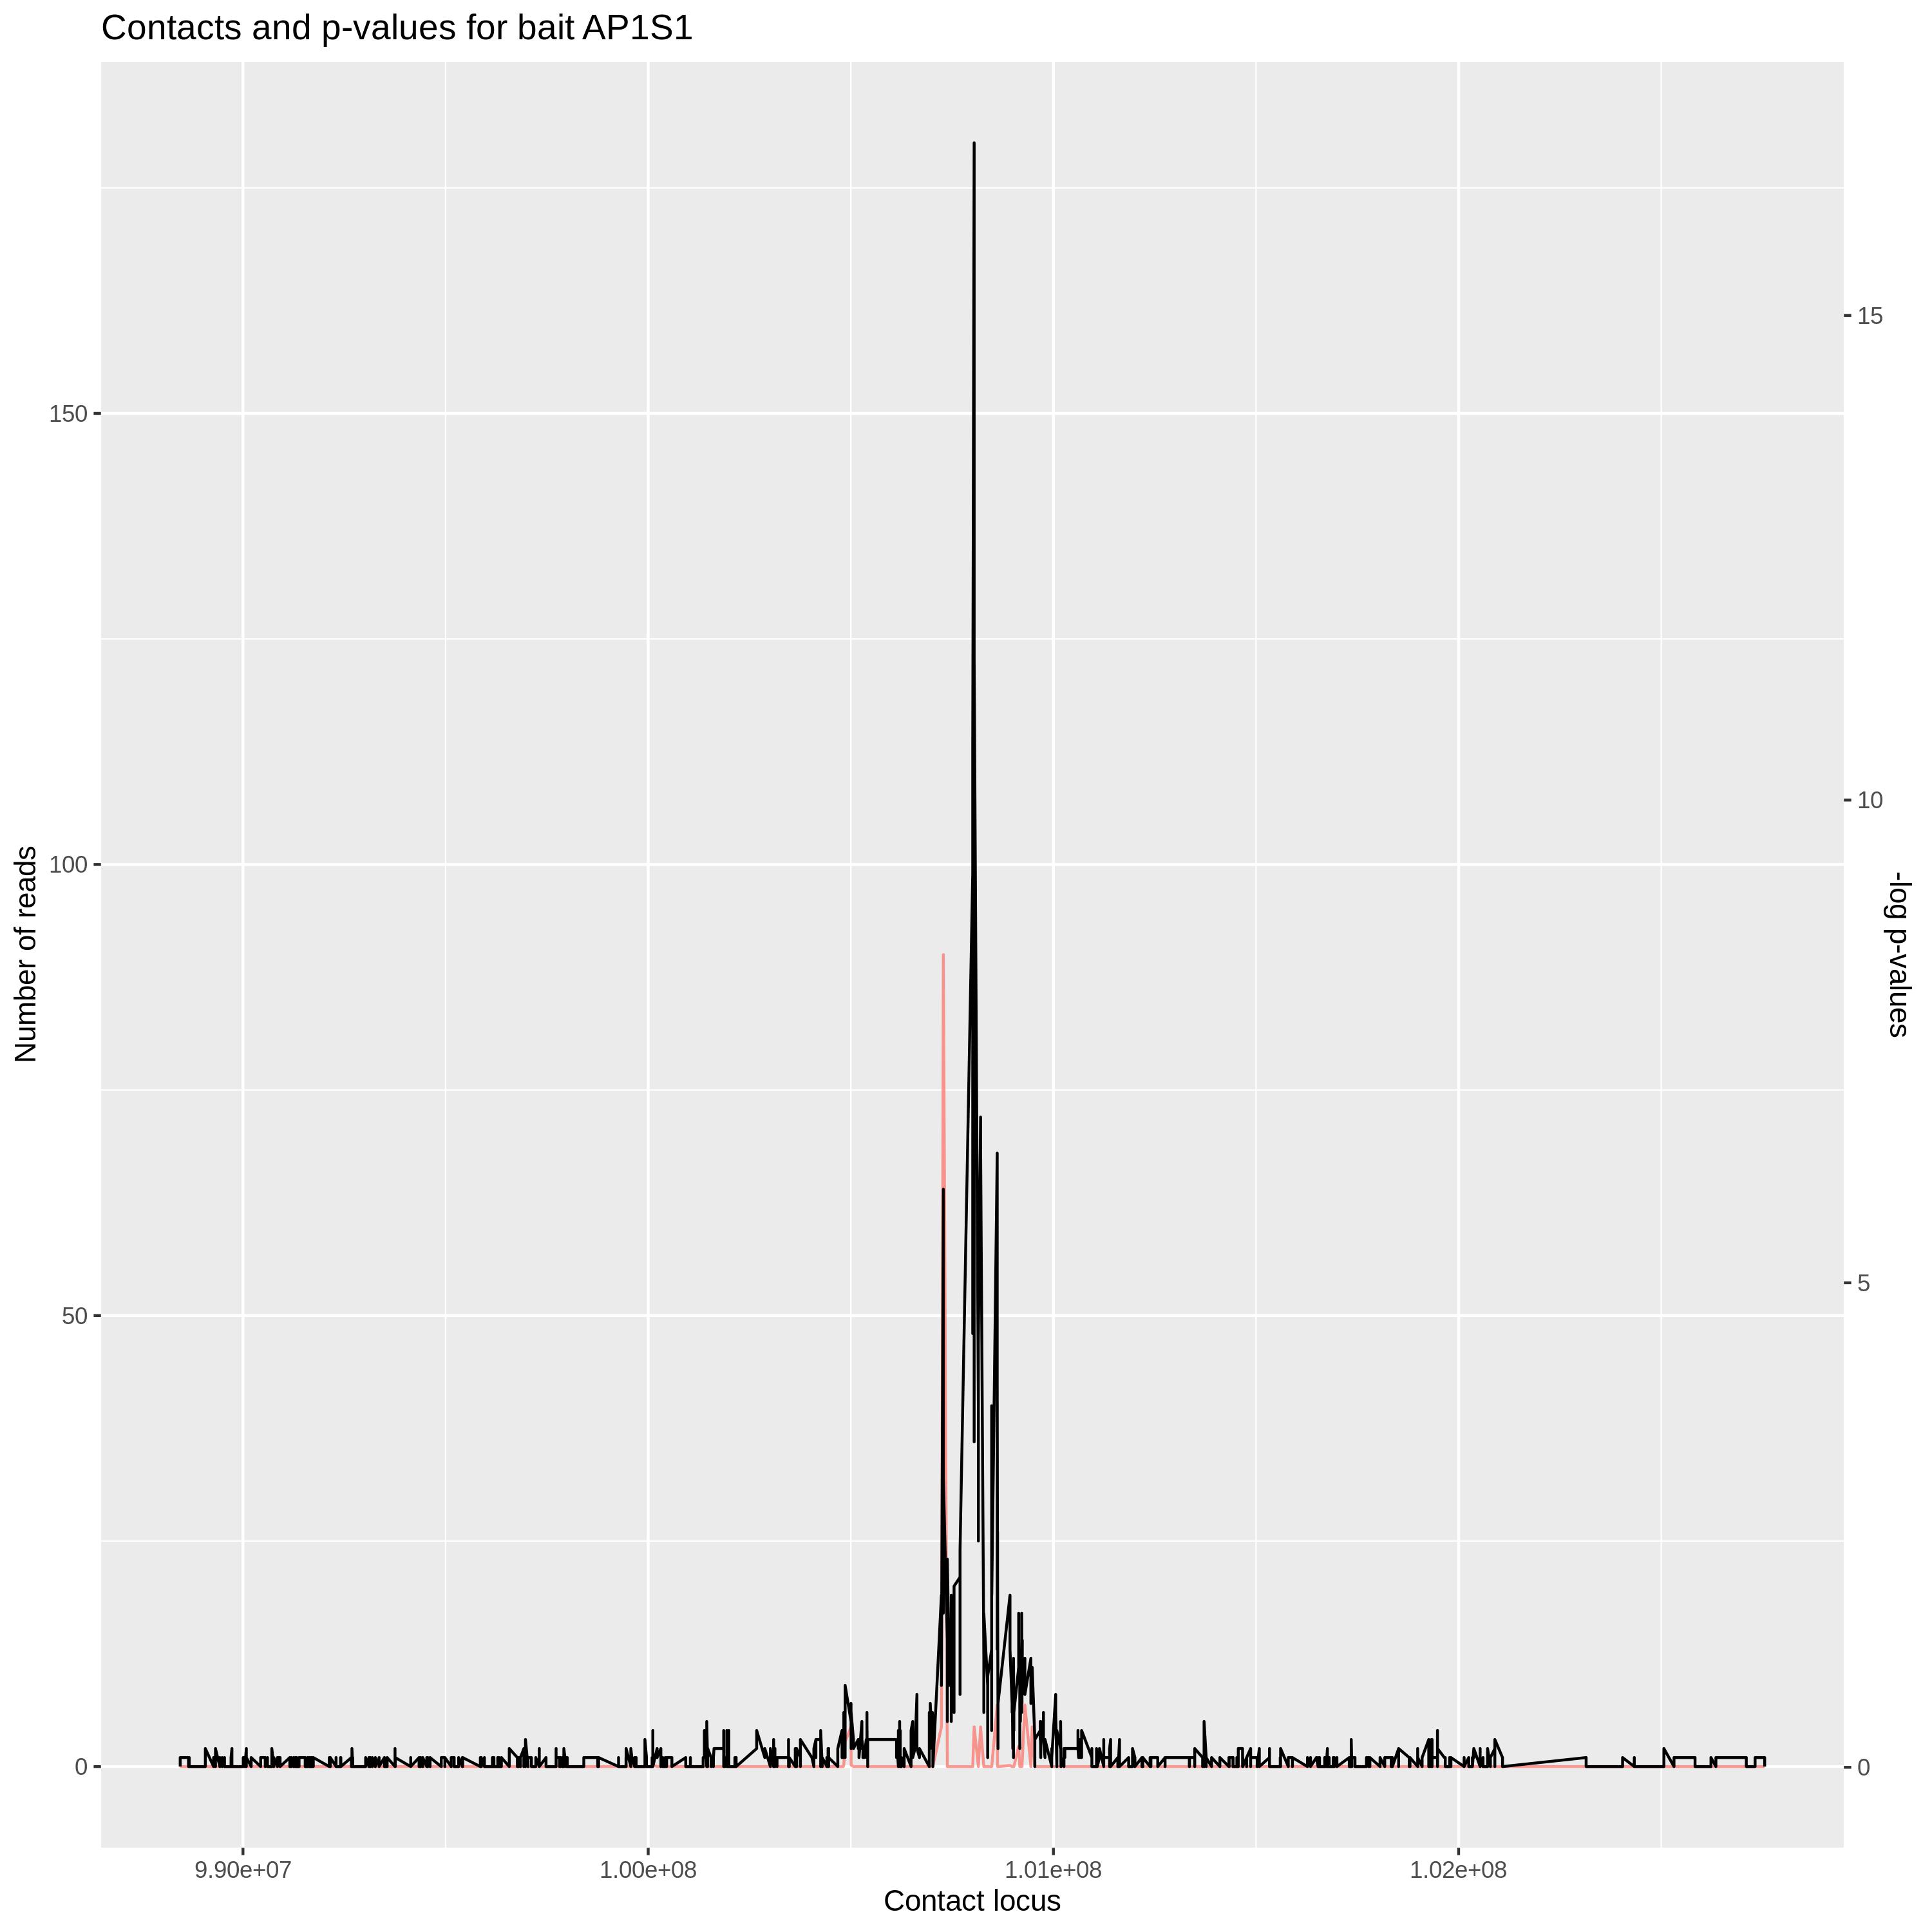 Contacts and p-values for bait AP1S1
Number of reads
150
100
50
0
15
10
5
0
-log p-values
9.90e+07
1.00e+08
1.01e+08
1.02e+08
Contact locus